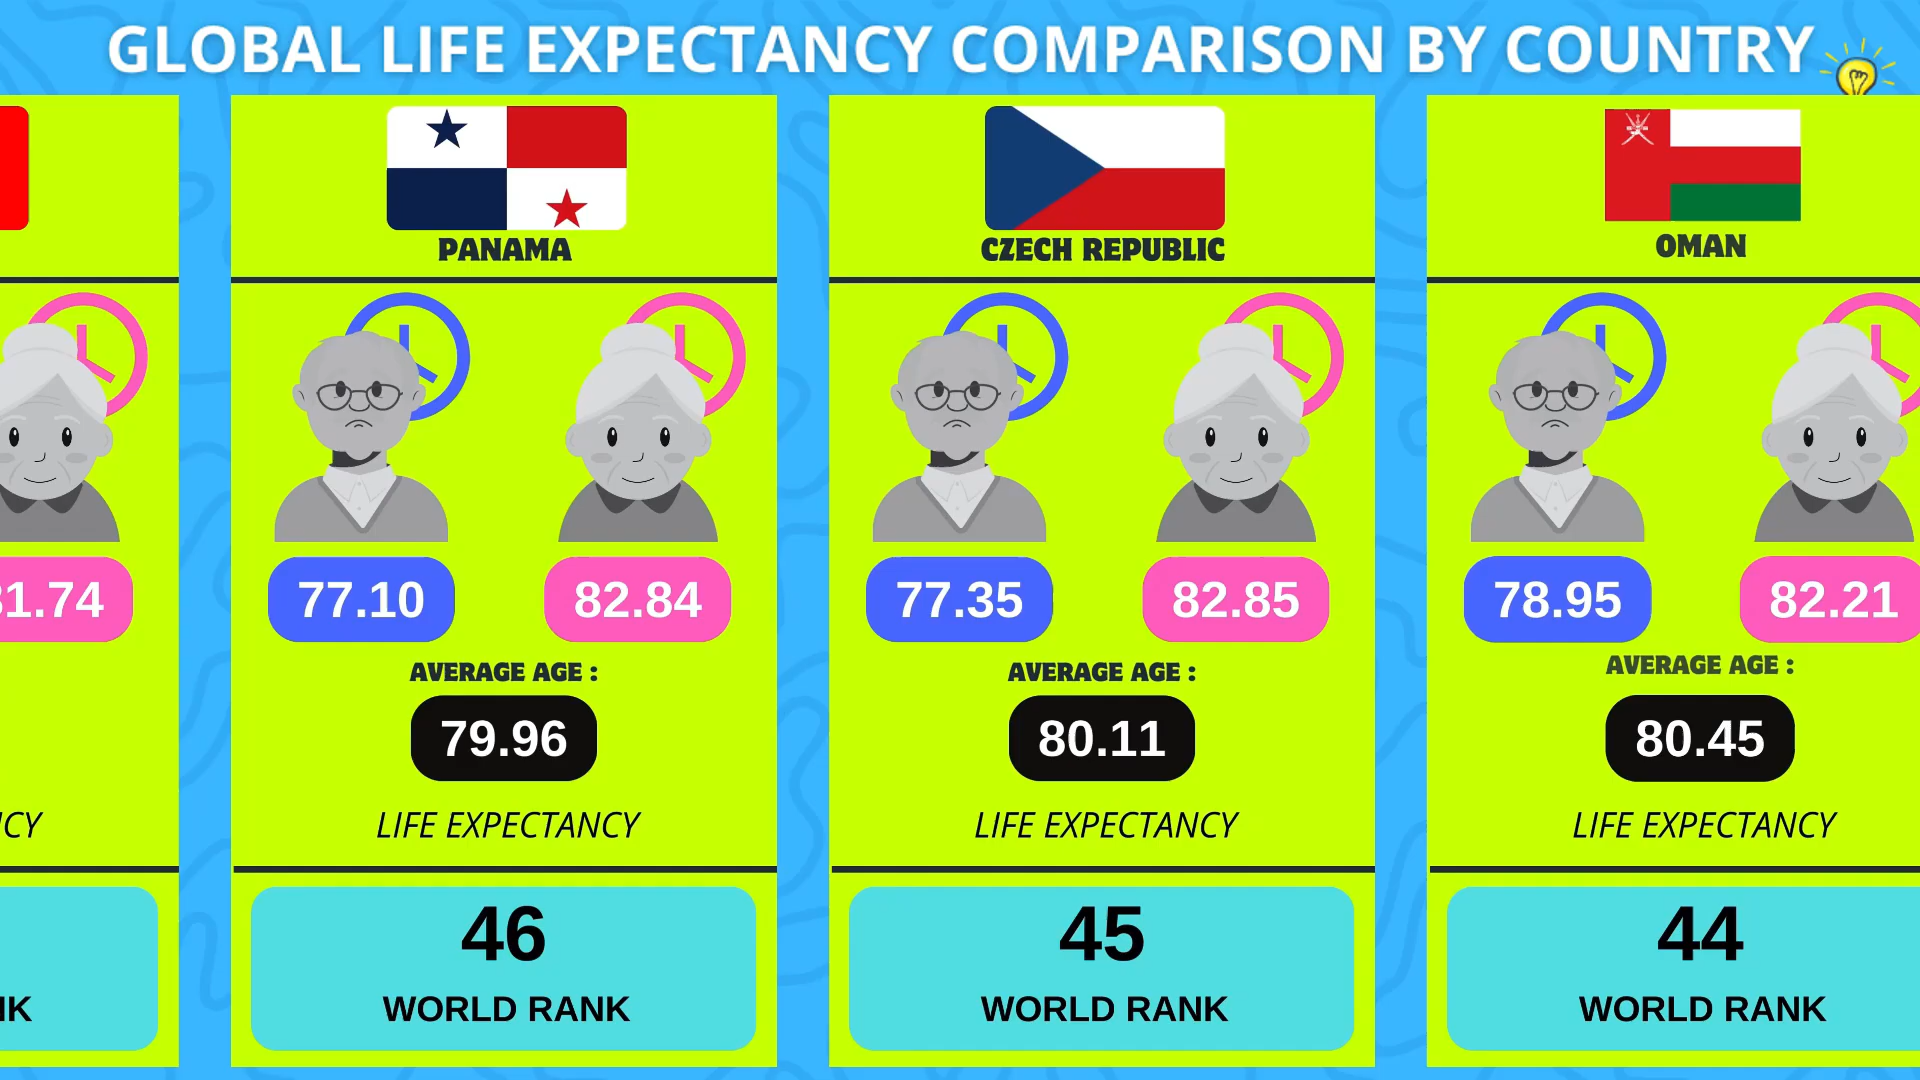 GLOBAL LIFE EXPECTANCY COMPARISON BY COUNTRY
PANAMA
77.10
82.84
AVERAGE AGE :
79.96
LIFE EXPECTANCY
46
WORLD RANK
CZECH REPUBLIC
77.35
82.85
AVERAGE AGE :
80.11
LIFE EXPECTANCY
45
WORLD RANK
OMAN
78.95
82.21
AVERAGE AGE :
80.45
LIFE EXPECTANCY
44
WORLD RANK